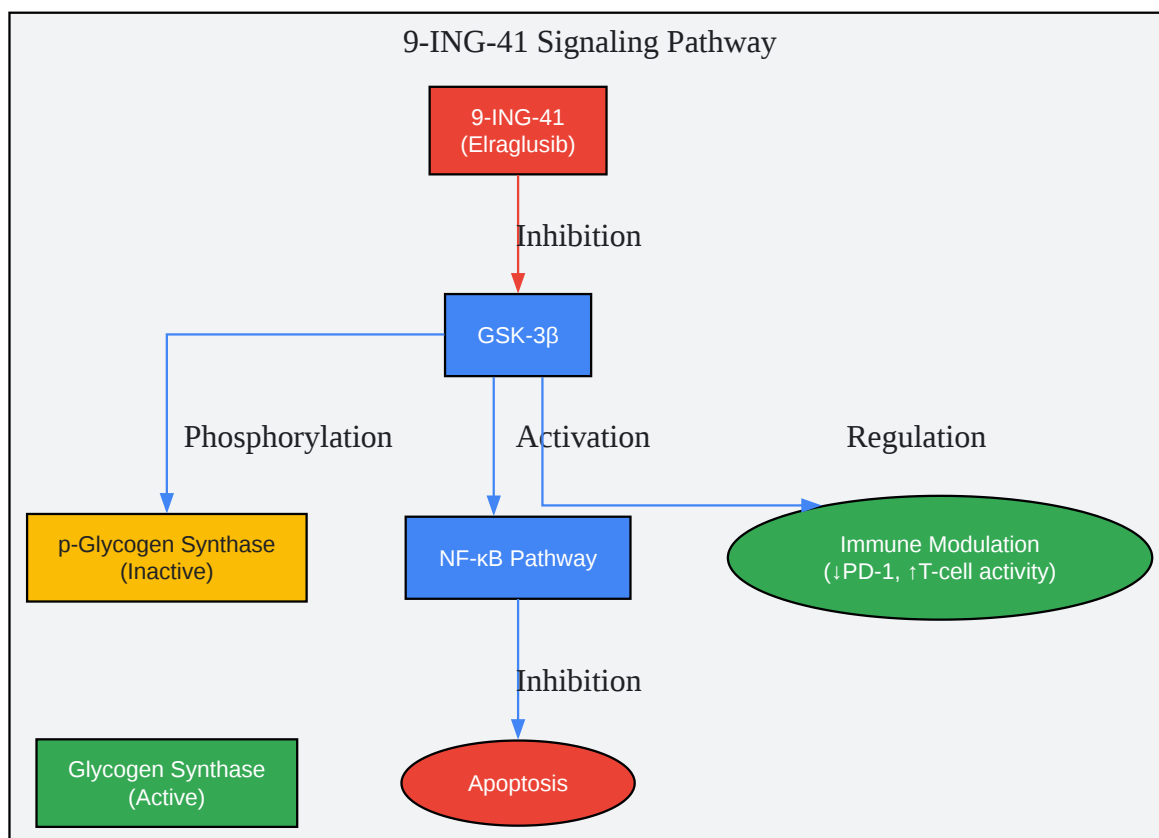 9-ING-41 Signaling Pathway
9-ING-41
(Elraglusib)
Inhibition
GSK-3β
Phosphorylation
Activation
Regulation
p-Glycogen Synthase
(Inactive)
NF-κB Pathway
Immune Modulation
(↓PD-1, ↑T-cell activity)
Inhibition
Glycogen Synthase
(Active)
Apoptosis